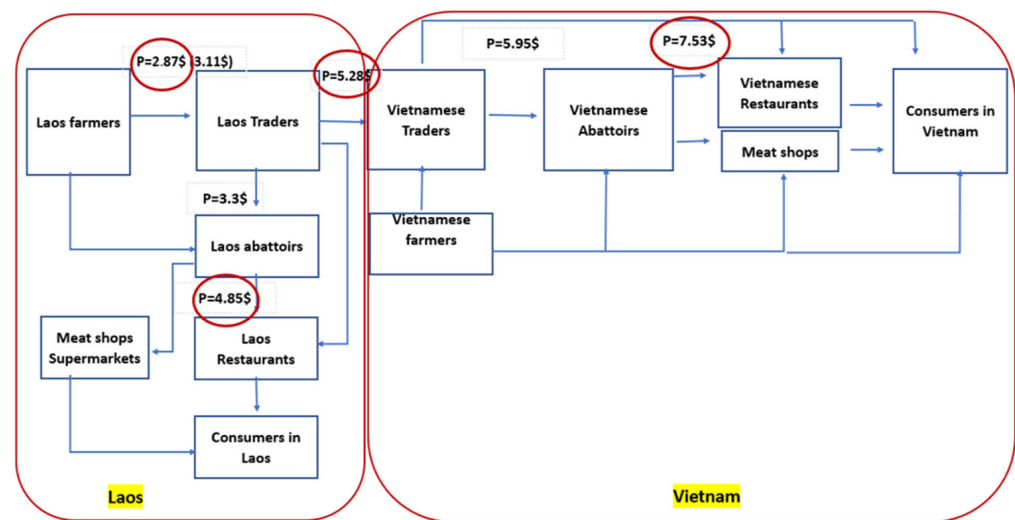 P=2.87$ (3.11$)
P=5.28$
P=5.95$
P=7.53$
Laos farmers
Laos Traders
Vietnamese
Traders
Vietnamese
Abattoirs
Vietnamese
Restaurants
Meat shops
Consumers in
Vietnam
P=3.3$
Laos abattoirs
Vietnamese
farmers
P=4.85$
Meat shops
Supermarkets
Laos
Restaurants
Consumers in
Laos
Laos
Vietnam